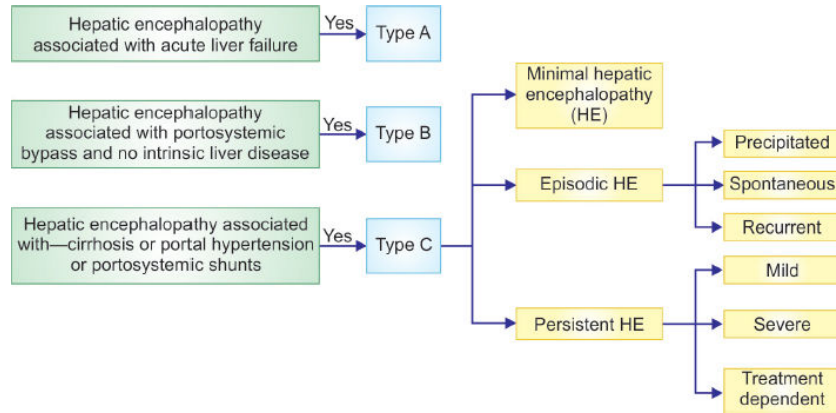 Hepatic encephalopathy
associated with acute liver failure
Yes
Type A
Hepatic encephalopathy
associated with portosystemic
bypass and no intrinsic liver disease
Yes
Type B
Hepatic encephalopathy associated
with—cirrhosis or portal hypertension
or portosystemic shunts
Yes
Type C
Minimal hepatic
encephalopathy
(HE)
Episodic HE
Precipitated
Spontaneous
Recurrent
Persistent HE
Mild
Severe
Treatment
dependent